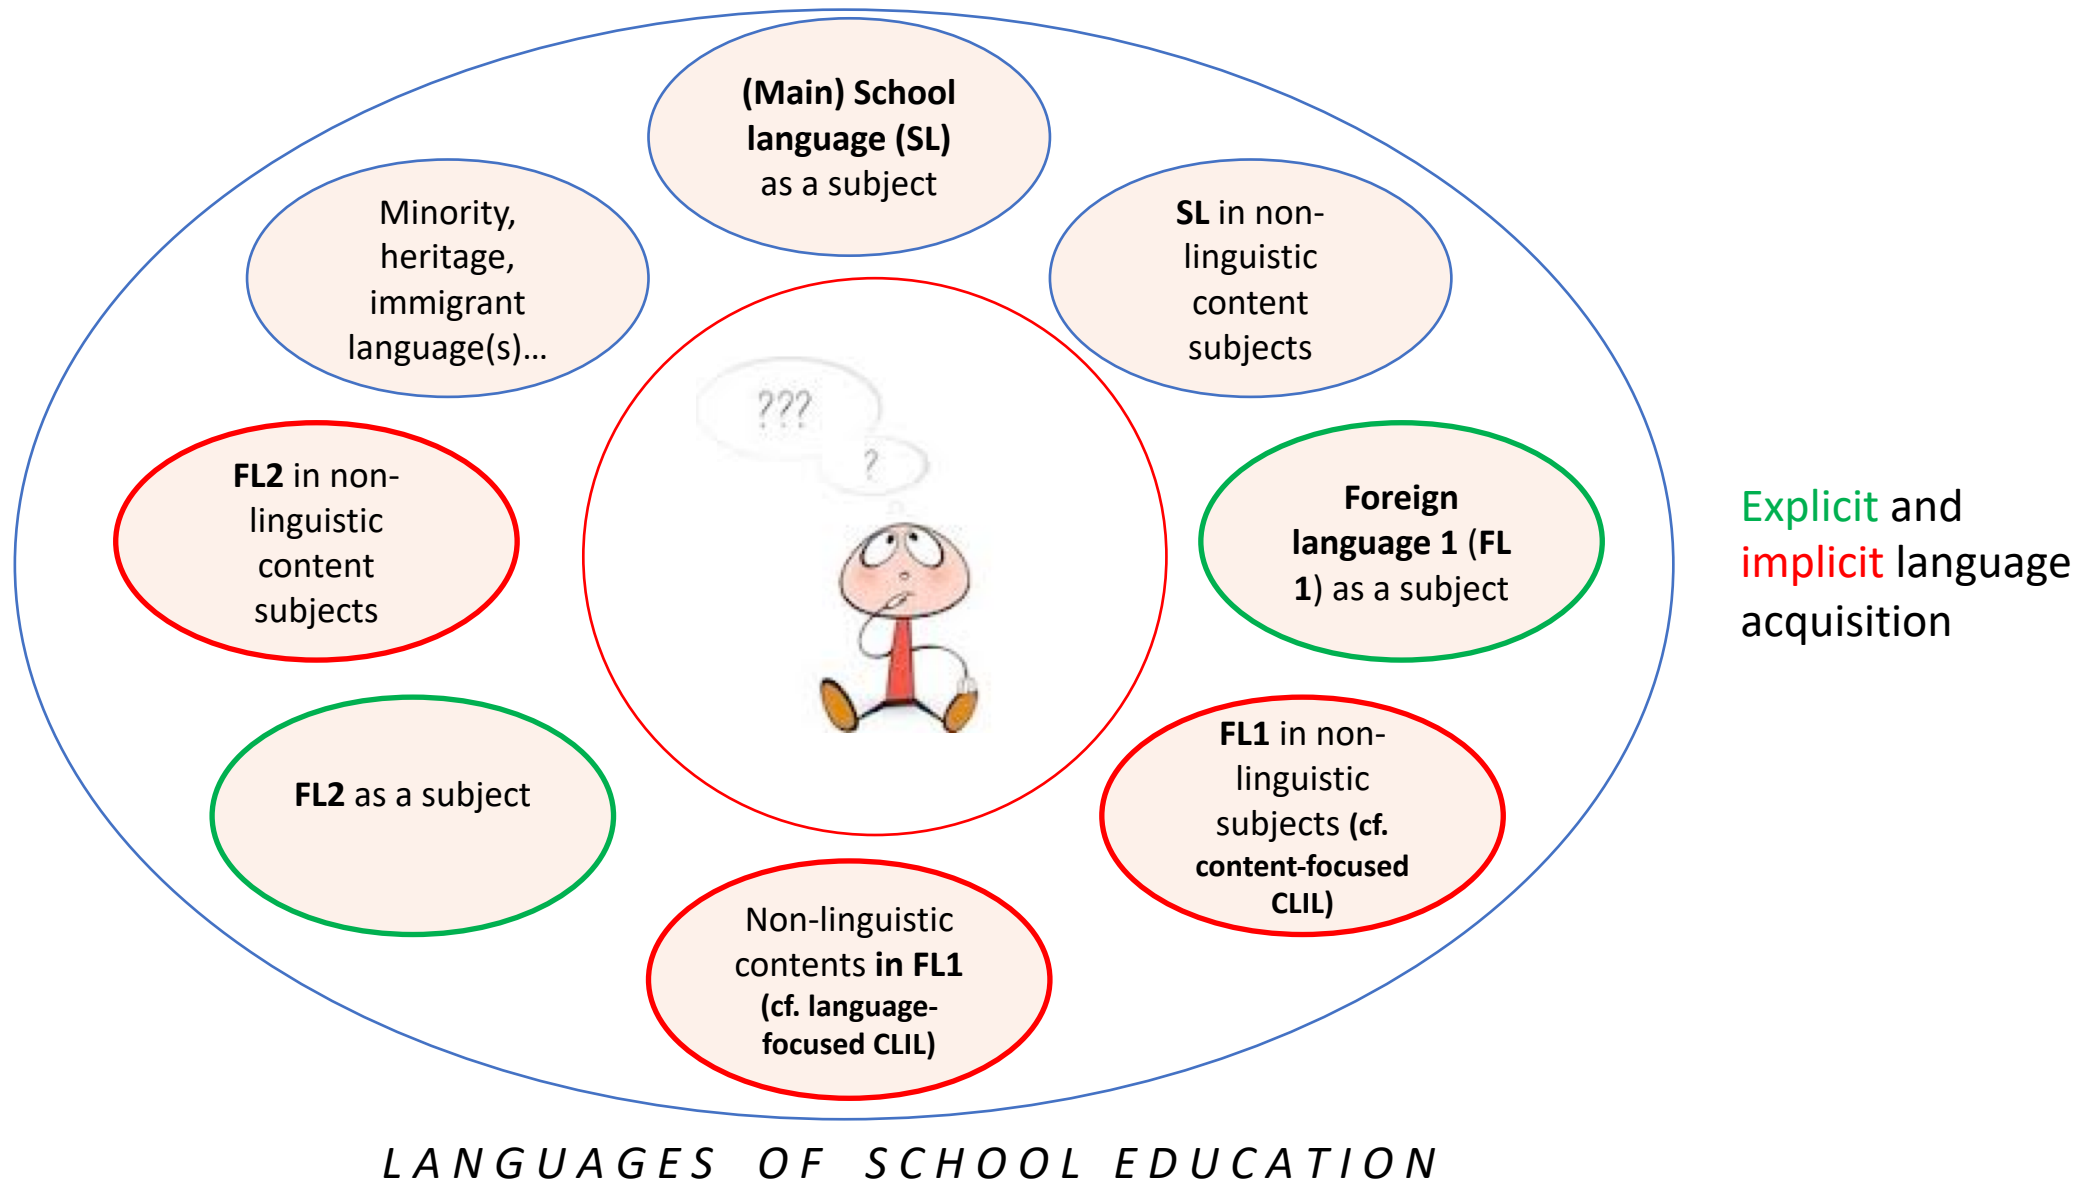 (Main) School
language (SL)
as a subject
Minority,
heritage,
immigrant
language(s)…
SL in non-
linguistic
content
subjects
???
?
FL2 in non-
linguistic
content
subjects
Foreign
language 1 (FL
1) as a subject
Explicit and
implicit language
acquisition
FL2 as a subject
FL1 in non-
linguistic
subjects (cf.
content-focused
CLIL)
Non-linguistic
contents in FL1
(cf. language-
focused CLIL)
LANGUAGES OF SCHOOL EDUCATION